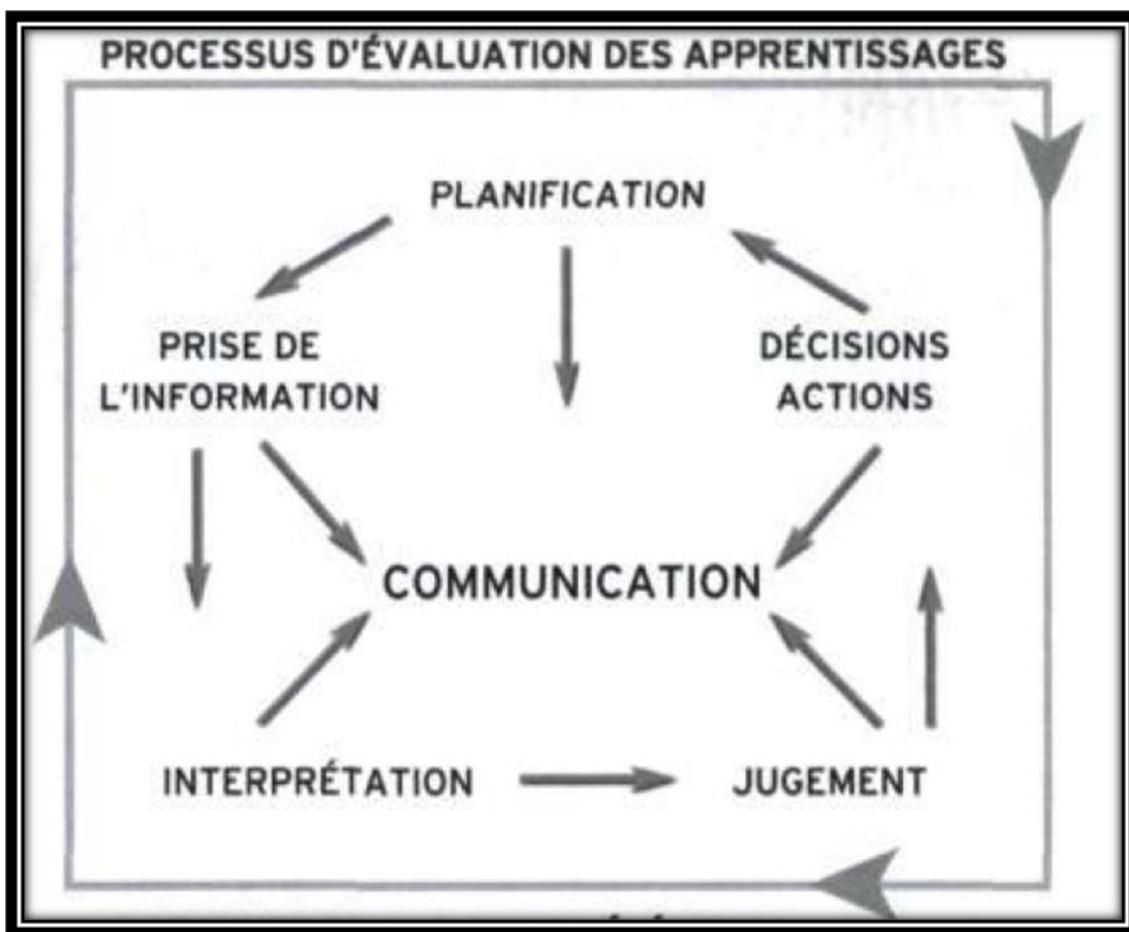 PROCESSUS D'ÉVALUATION DES APPRENTISSAGES
PLANIFICATION
PRISE DE
L'INFORMATION
DÉCISIONS
ACTIONS
COMMUNICATION
INTERPRÉTATION
JUGEMENT